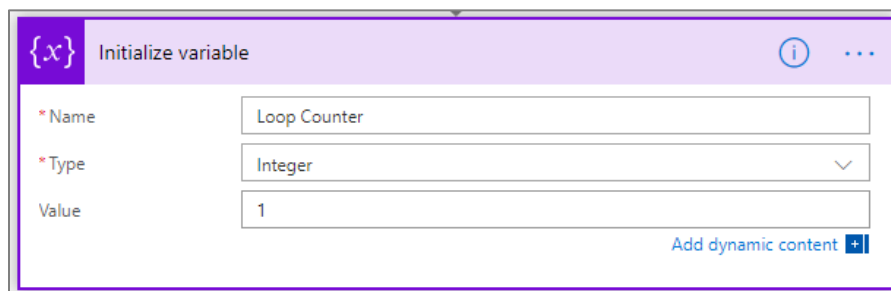 {x} Initialize variable
* Name Loop Counter
* Type Integer
Value 1
Add dynamic content